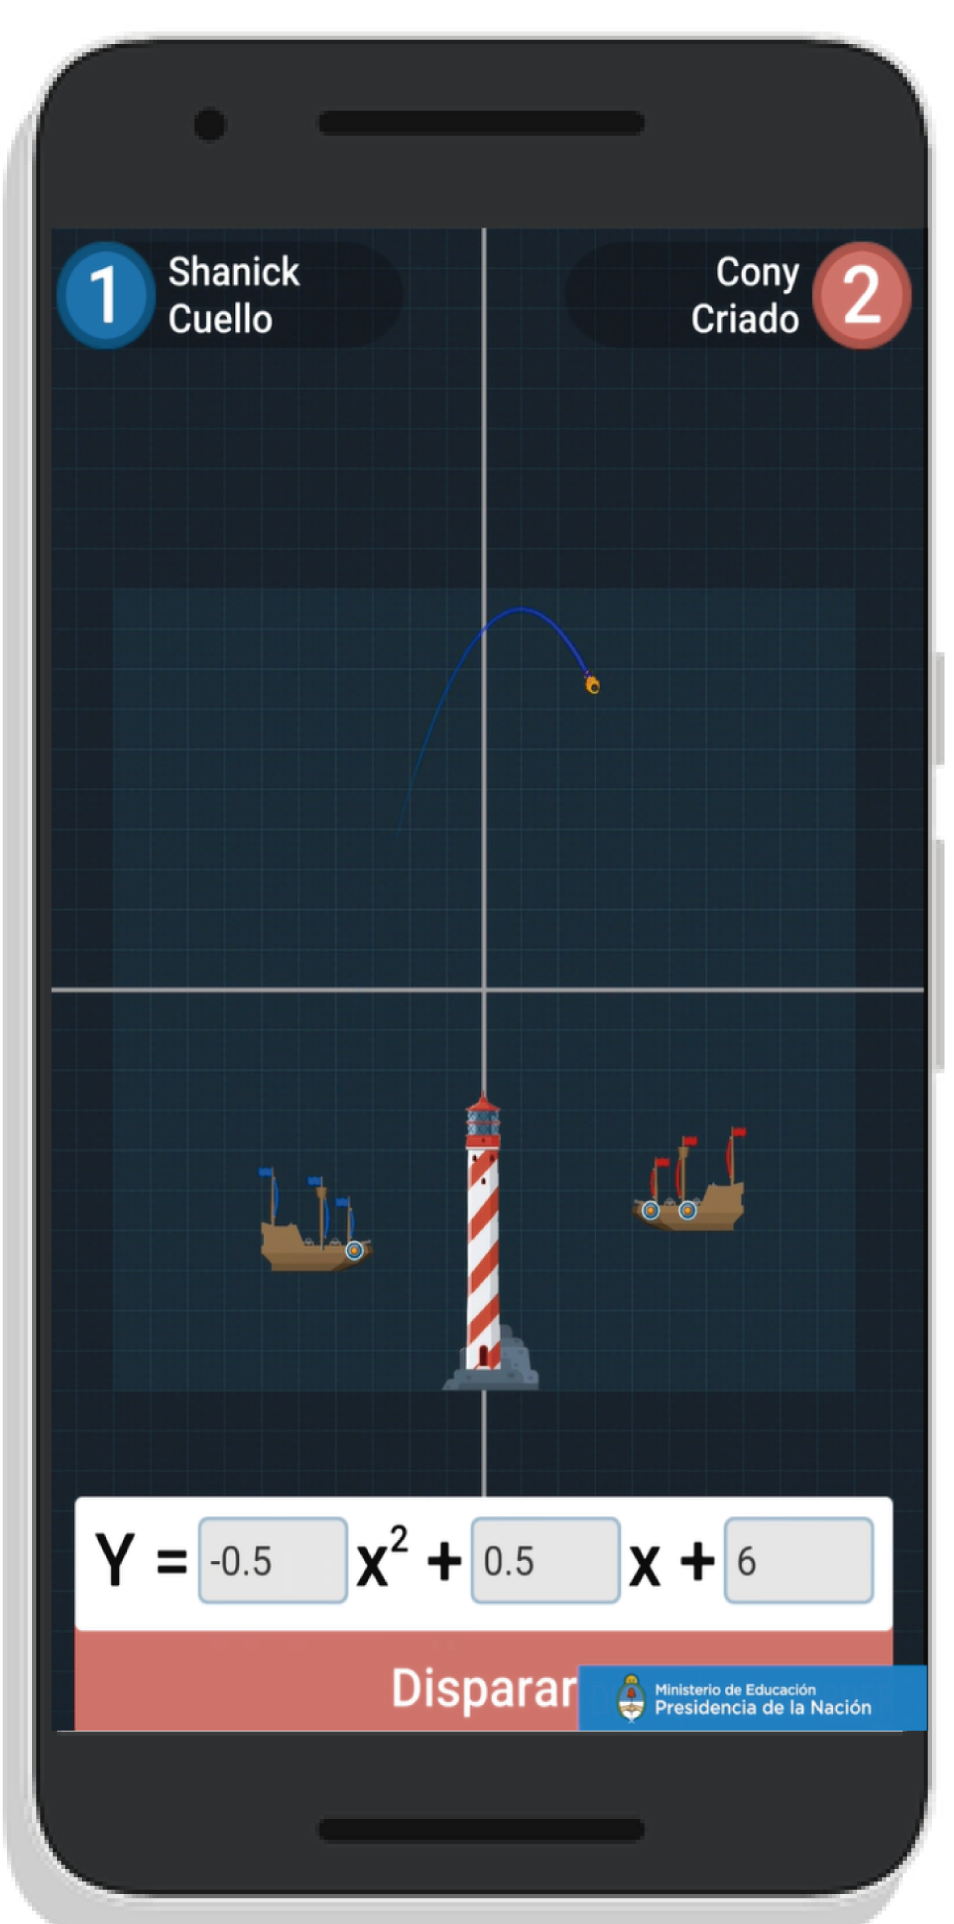 1
Shanick
Cuello
Cony
Criado
2
Y = -0.5 x² + 0.5 x + 6
Disparar
Ministerio de Educación
Presidencia de la Nación